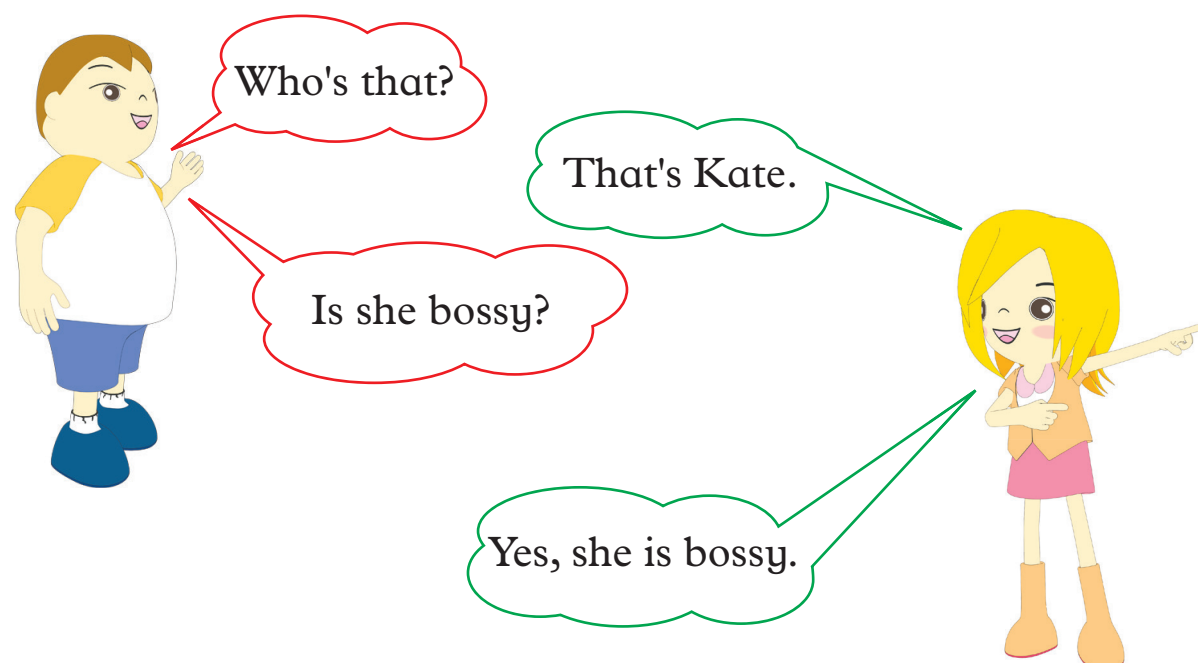 Who's that?
That's Kate.
Is she bossy?
Yes, she is bossy.